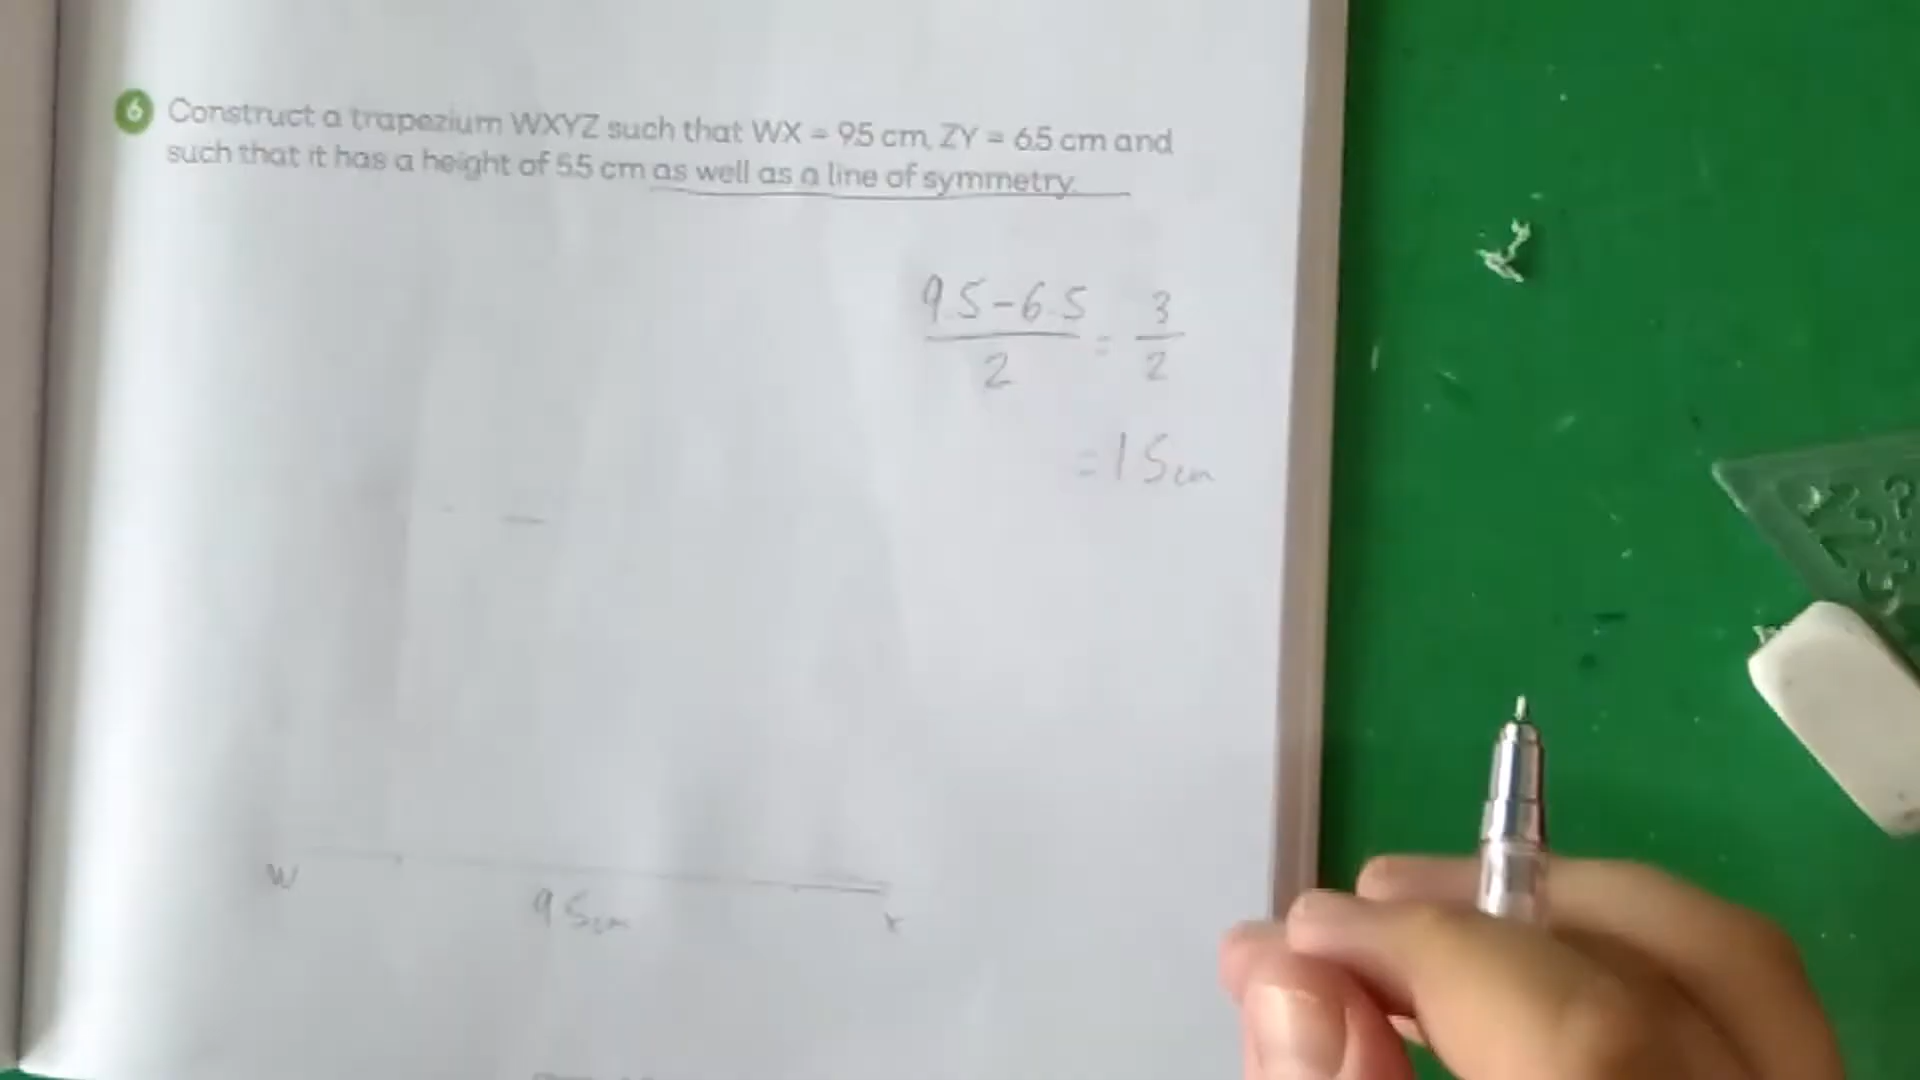 6 Construct a trapezium WXYZ such that WX = 9.5 cm, ZY = 6.5 cm and
such that it has a height of 5.5 cm as well as a line of symmetry.
9.5-6.5 / 2 = 3 / 2
= 1.5cm
W
9.5cm
X